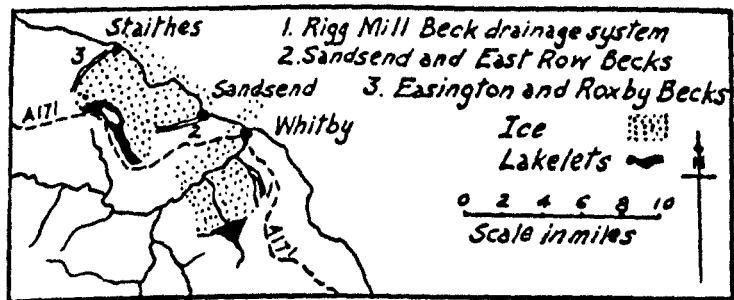 Staithes
1. Rigg Mill Beck drainage system
2. Sandsend and East Row Becks
3. Easington and Roxby Becks
3
Sandsend
A171
2
Whitby
Ice
Lakelets
N
A171
0 2 4 6 8 10
Scale in miles